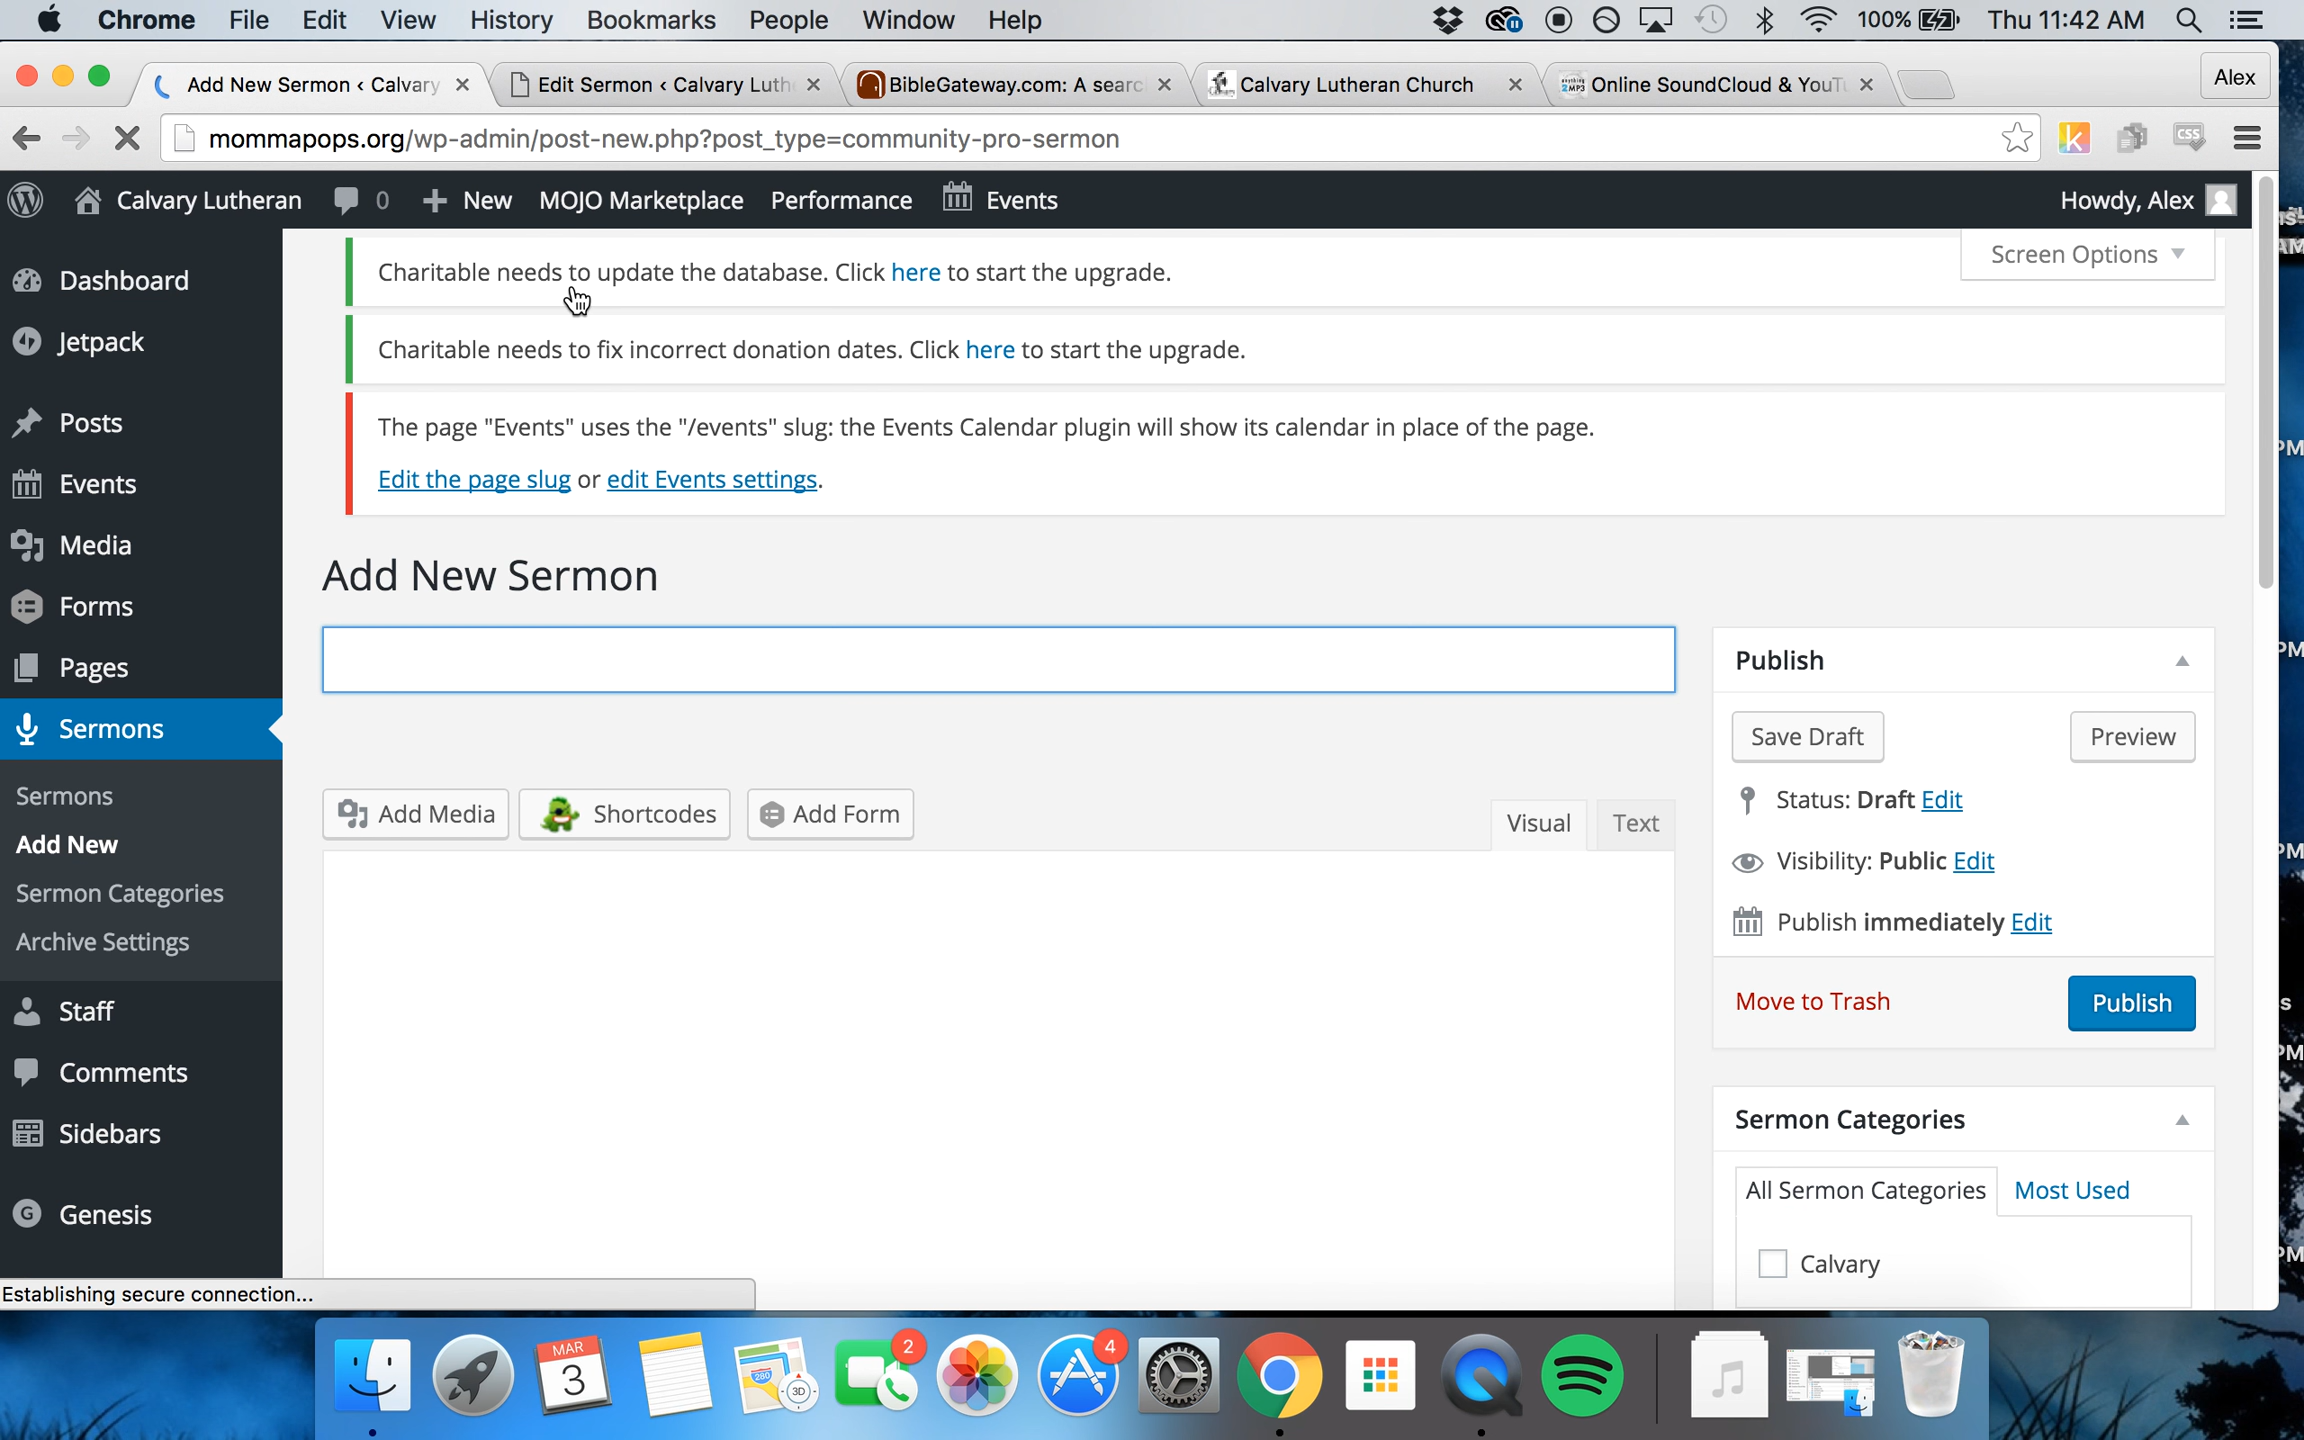 Chrome File Edit View History Bookmarks People Window Help 100% Thu 11:42 AM
Add New Sermon < Calvary Edit Sermon < Calvary Luth BibleGateway.com: A searc Calvary Lutheran Church Online SoundCloud & YouT Alex
mommapops.org/wp-admin/post-new.php?post_type=community-pro-sermon
Calvary Lutheran 0 New MOJO Marketplace Performance Events Howdy, Alex
Screen Options
Charitable needs to update the database. Click here to start the upgrade.
Charitable needs to fix incorrect donation dates. Click here to start the upgrade.
The page "Events" uses the "/events" slug: the Events Calendar plugin will show its calendar in place of the page.
Edit the page slug or edit Events settings.
Dashboard
Jetpack
Posts
Events
Media
Forms
Pages
Sermons
Sermons
Add New
Sermon Categories
Archive Settings
Staff
Comments
Sidebars
Genesis
Add New Sermon
Add Media Shortcodes Add Form
Visual Text
Publish
Save Draft Preview
Status: Draft Edit
Visibility: Public Edit
Publish immediately Edit
Move to Trash Publish
Sermon Categories
All Sermon Categories Most Used
Calvary
Establishing secure connection...
MAR
3
280
3D
2
4